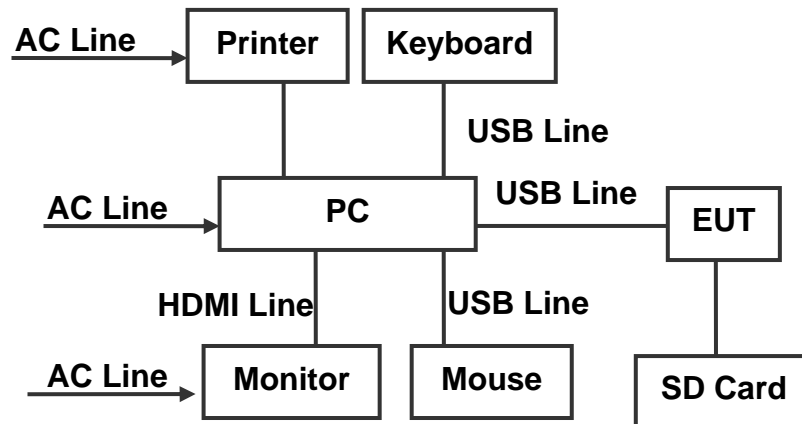 AC Line
Printer
Keyboard
USB Line
USB Line
AC Line
PC
EUT
HDMI Line
USB Line
AC Line
Monitor
Mouse
SD Card